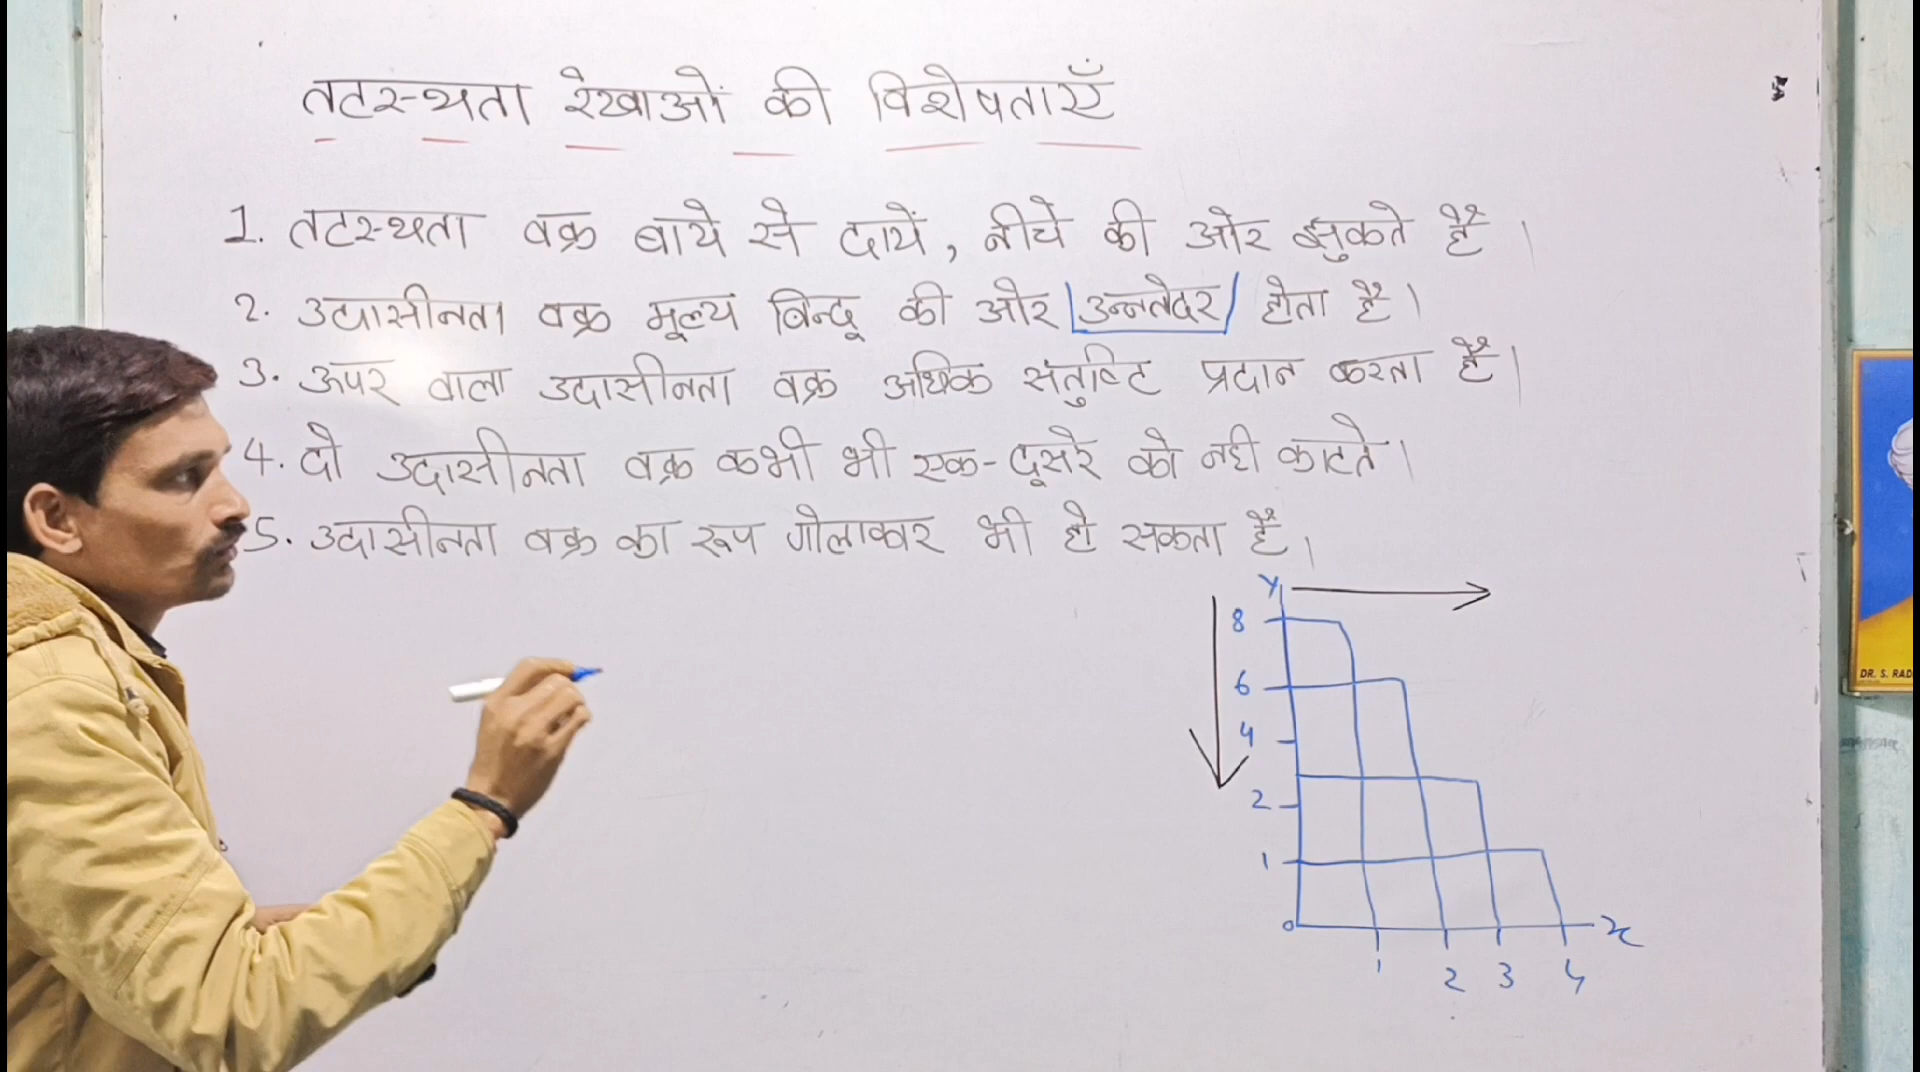 तटस्थता रेखाओं की विशेषताएँ
1. तटस्थता वक्र बाये से दायें, नीचे की ओर झुकते हैं।
2. उदासीनता वक्र मूल्य बिन्दू की ओर उन्नतेदर होता हैं।
3. ऊपर वाला उदासीनता वक्र अधिक संतुष्टि प्रदान करता हैं।
4. दो उदासीनता वक्र कभी भी एक-दूसरे को नही काटते।
5. उदासीनता वक्र का रूप गोलाकार भी हो सकता हैं।
Y
8
6
4
2
1
0
x
1 2 3 4
DR. S. RAD